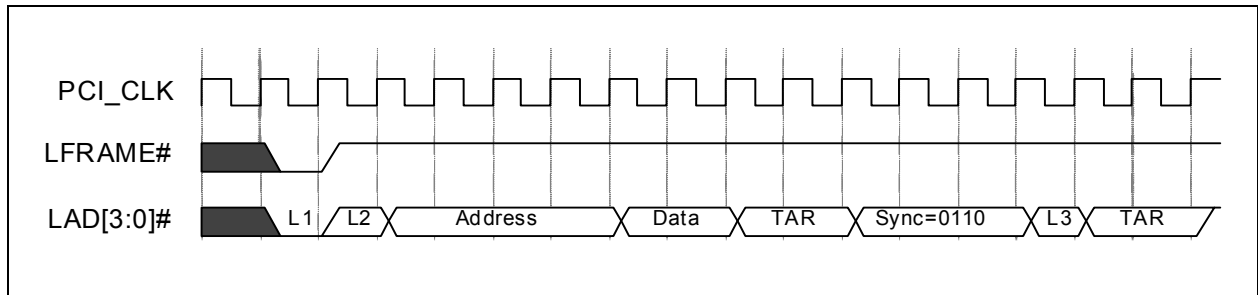 PCI_CLK
LFRAME#
LAD[3:0]# L1 L2 Address Data TAR Sync=0110 L3 TAR